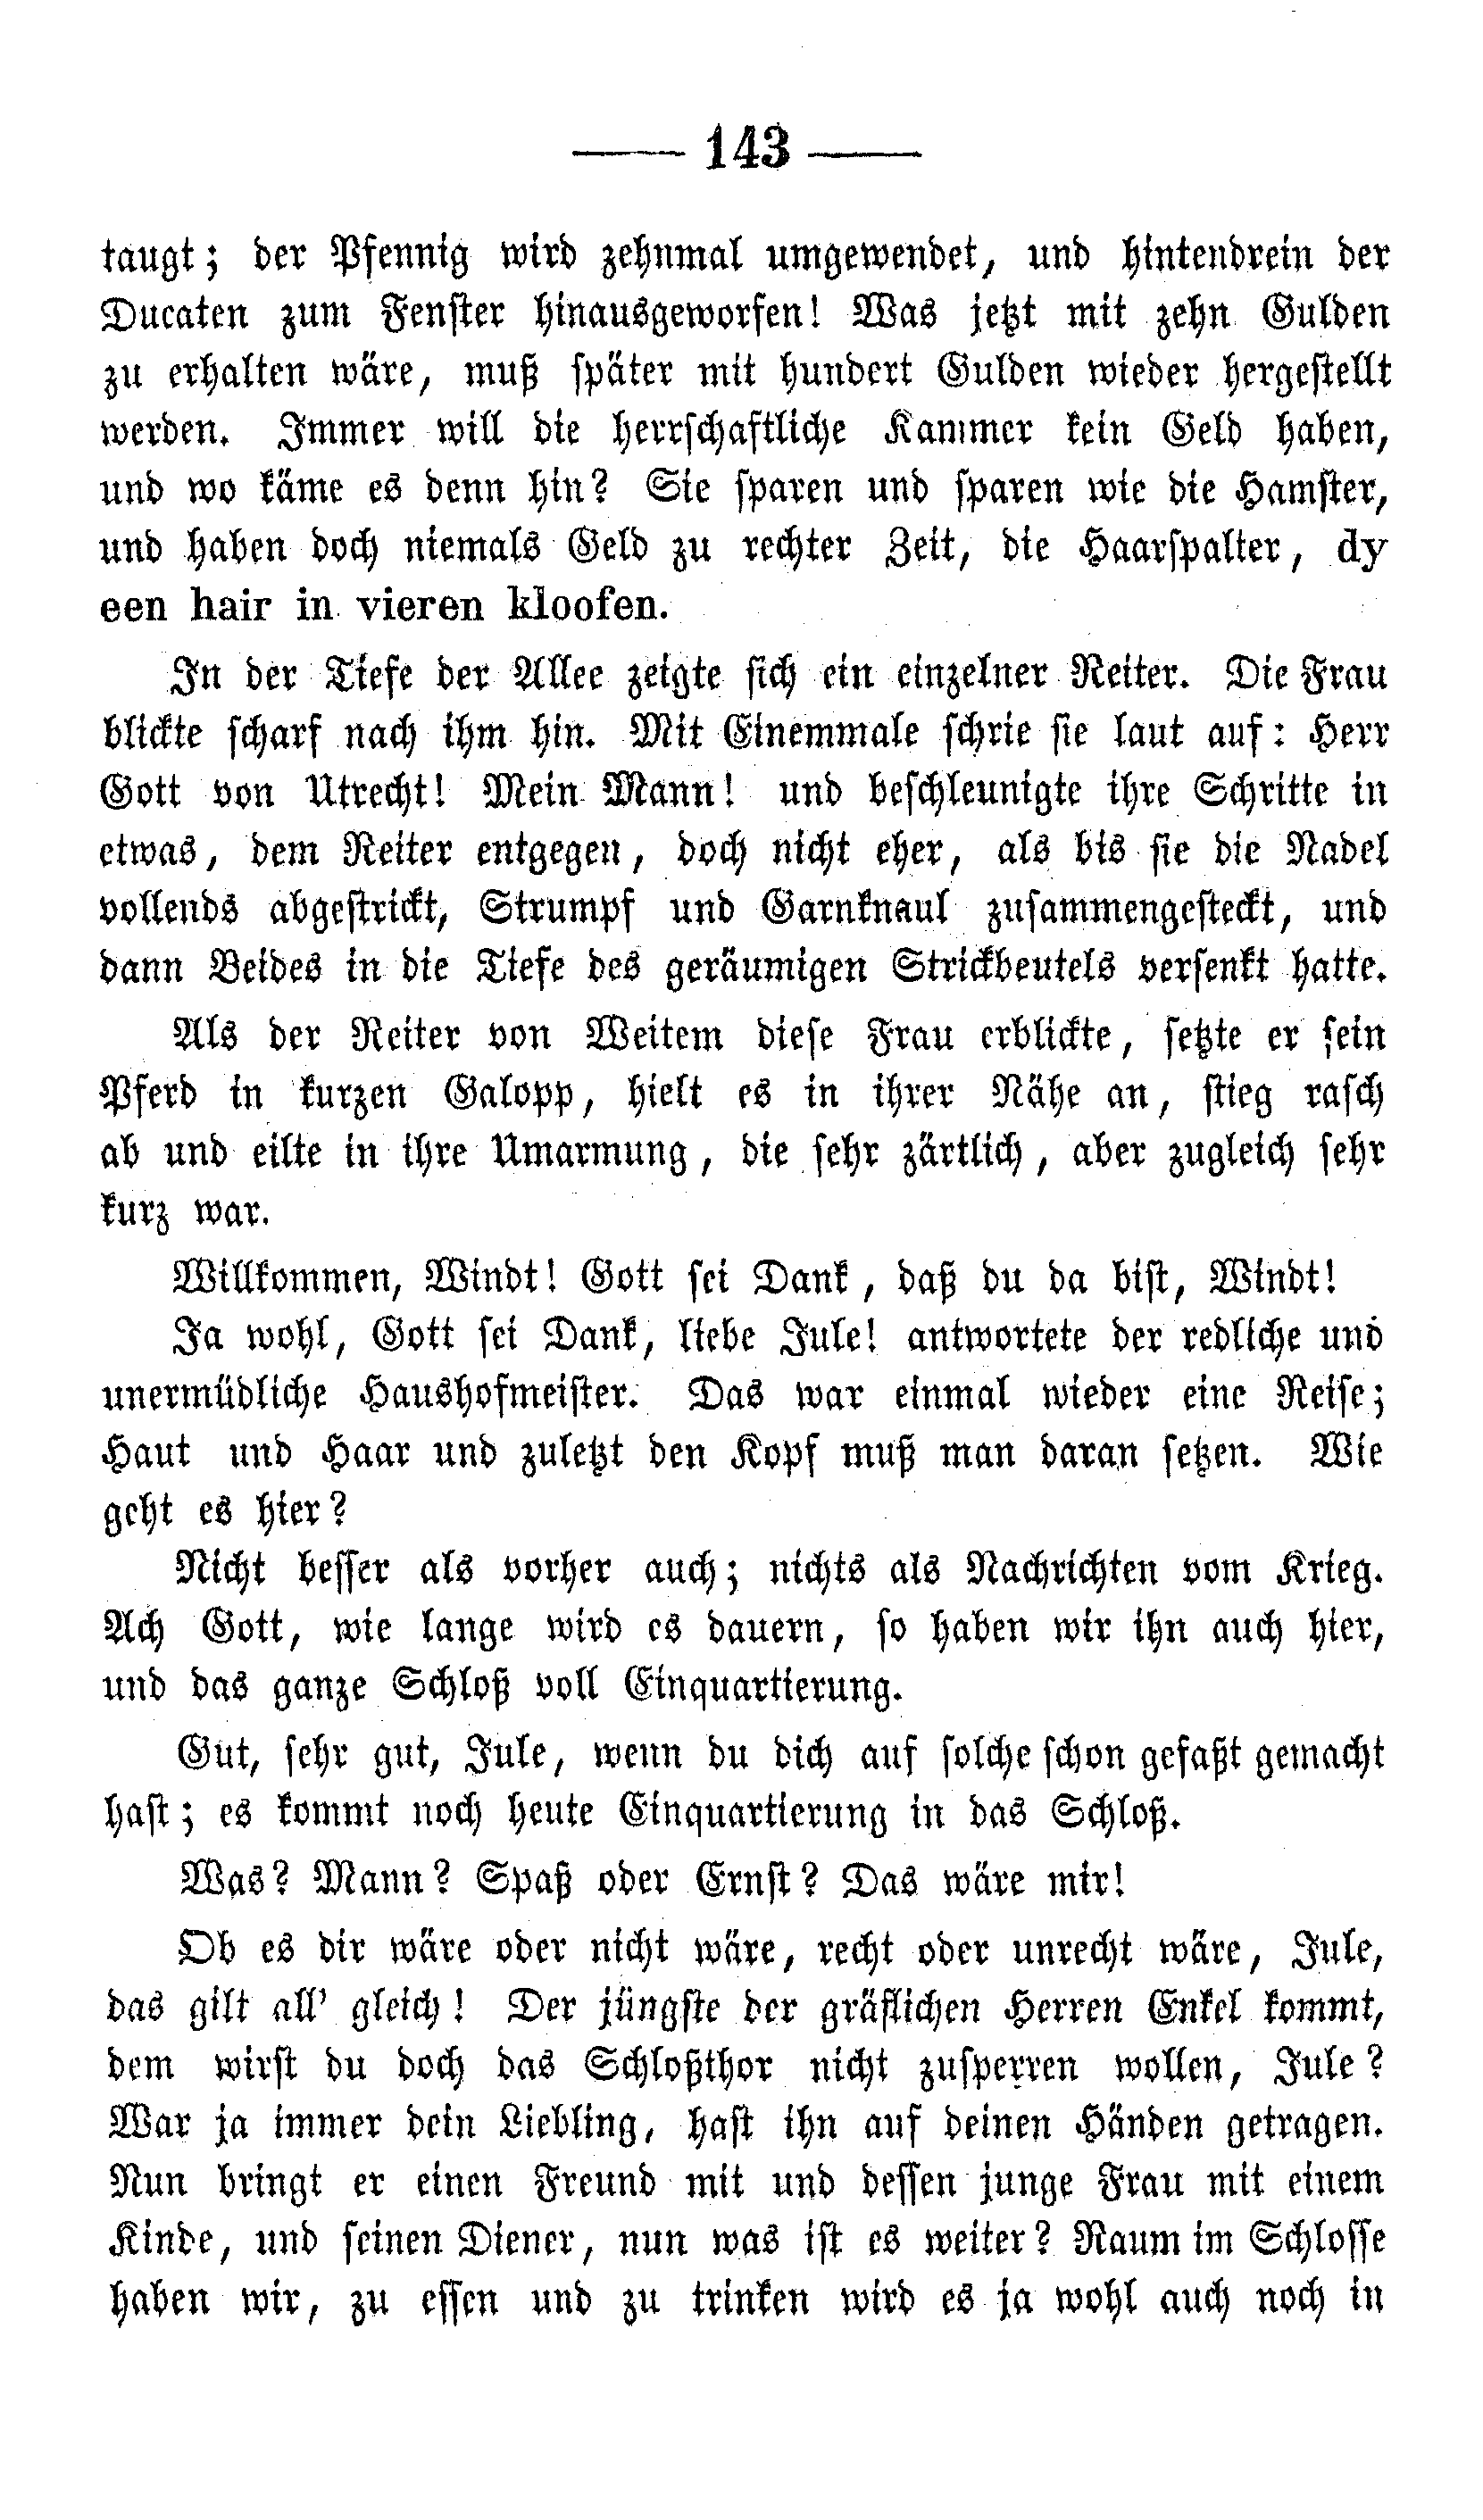 — 143 —
taugt; der Pfennig wird zehnmal umgewendet, und hintendrein der
Ducaten zum Fenster hinausgeworfen! Was jetzt mit zehn Gulden
zu erhalten wäre, muß später mit hundert Gulden wieder hergestellt
werden. Immer will die herrschaftliche Kammer kein Geld haben,
und wo käme es denn hin? Sie sparen und sparen wie die Hamster,
und haben doch niemals Geld zu rechter Zeit, die Haarspalter, dy
een hair in vieren kloofen.
In der Tiefe der Allee zeigte sich ein einzelner Reiter. Die Frau
blickte scharf nach ihm hin. Mit Einemmale schrie sie laut auf: Herr
Gott von Utrecht! Mein Mann! und beschleunigte ihre Schritte in
etwas, dem Reiter entgegen, doch nicht eher, als bis sie die Nadel
vollends abgestrickt, Strumpf und Garnknaul zusammengesteckt, und
dann Beides in die Tiefe des geräumigen Strickbeutels versenkt hatte.
Als der Reiter von Weitem diese Frau erblickte, setzte er sein
Pferd in kurzen Galopp, hielt es in ihrer Nähe an, stieg rasch
ab und eilte in ihre Umarmung, die sehr zärtlich, aber zugleich sehr
kurz war.
Willkommen, Windt! Gott sei Dank, daß du da bist, Windt!
Ja wohl, Gott sei Dank, liebe Jule! antwortete der redliche und
unermüdliche Haushofmeister. Das war einmal wieder eine Reise;
Haut und Haar und zuletzt den Kopf muß man daran setzen. Wie
geht es hier?
Nicht besser als vorher auch; nichts als Nachrichten vom Krieg.
Ach Gott, wie lange wird es dauern, so haben wir ihn auch hier,
und das ganze Schloß voll Einquartierung.
Gut, sehr gut, Jule, wenn du dich auf solche schon gefaßt gemacht
hast; es kommt noch heute Einquartierung in das Schloß.
Was? Mann? Spaß oder Ernst? Das wäre mir!
Ob es dir wäre oder nicht wäre, recht oder unrecht wäre, Jule,
das gilt all' gleich! Der jüngste der gräflichen Herren Enkel kommt,
dem wirst du doch das Schloßthor nicht zusperren wollen, Jule?
War ja immer dein Liebling, hast ihn auf deinen Händen getragen.
Nun bringt er einen Freund mit und dessen junge Frau mit einem
Kinde, und seinen Diener, nun was ist es weiter? Raum im Schlosse
haben wir, zu essen und zu trinken wird es ja wohl auch noch in